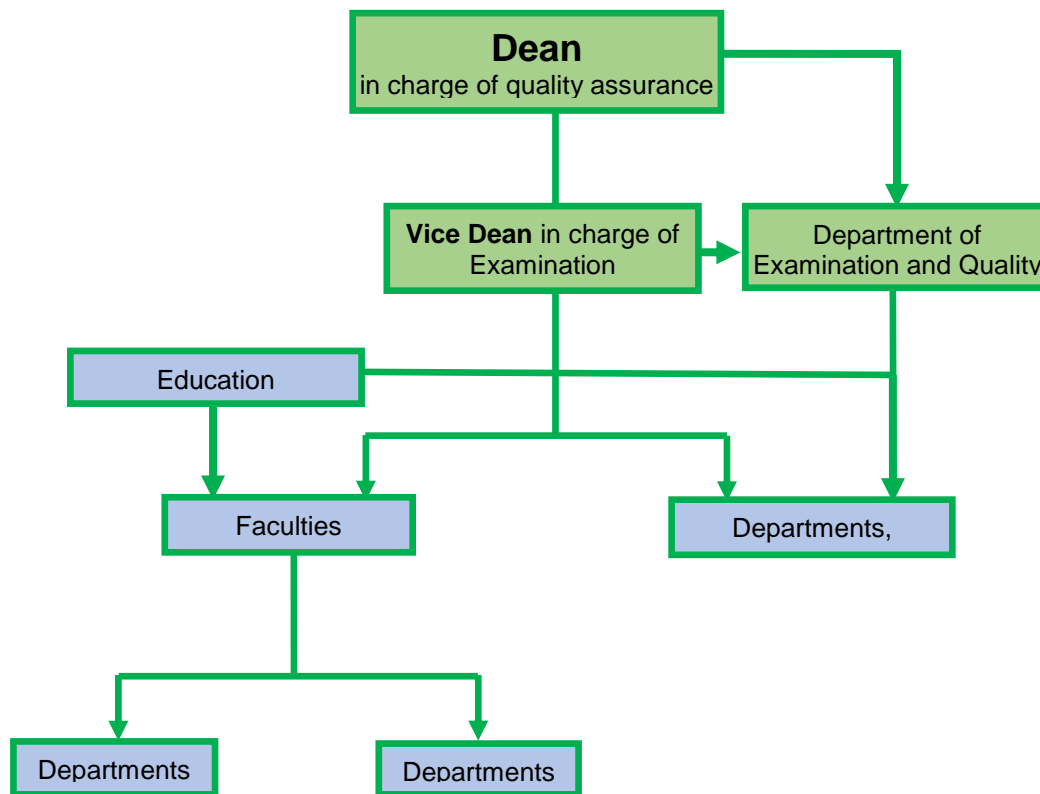 Dean
in charge of quality assurance
Vice Dean in charge of
Examination
Department of
Examination and Quality
Education
Faculties
Departments,
Departments
Departments